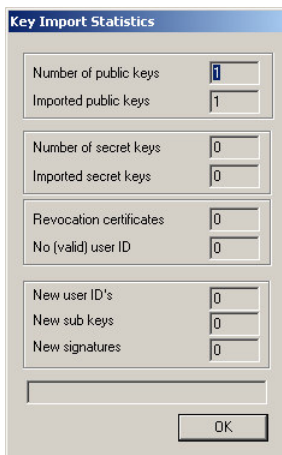 Key Import Statistics
Number of public keys 1
Imported public keys 1
Number of secret keys 0
Imported secret keys 0
Revocation certificates 0
No (valid) user ID 0
New user ID's 0
New sub keys 0
New signatures 0
OK